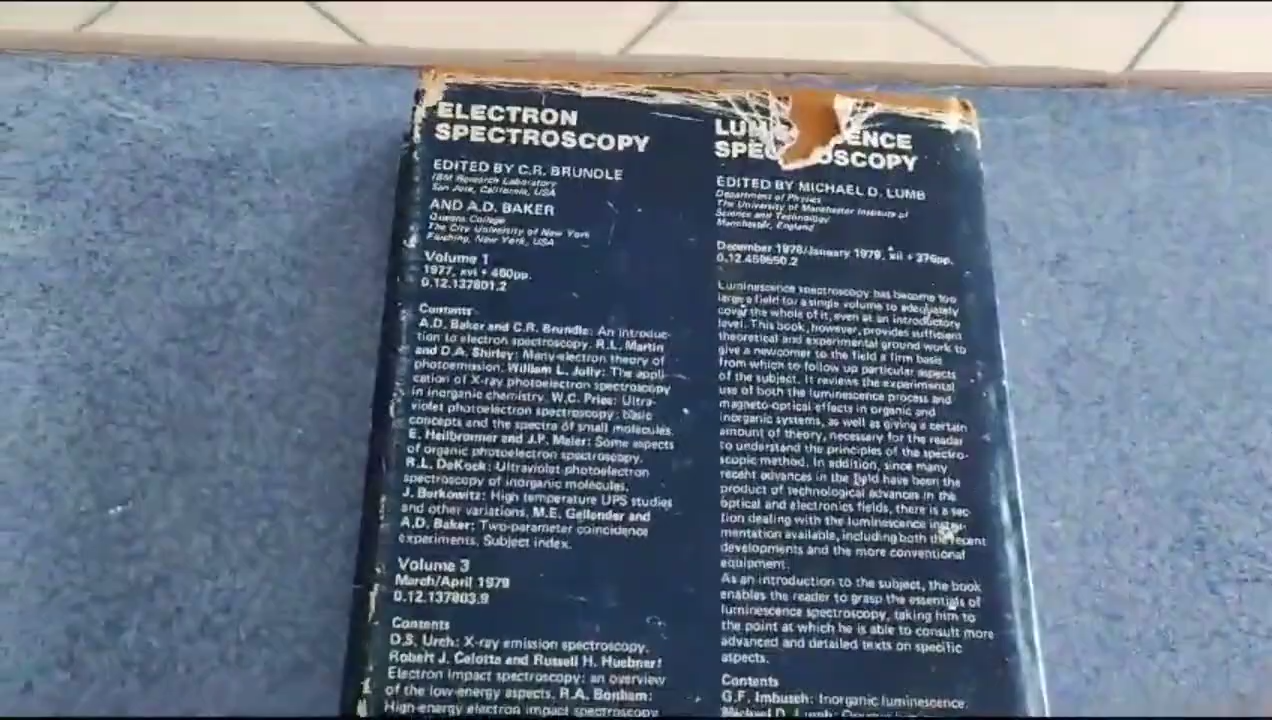 ELECTRON
SPECTROSCOPY
EDITED BY C.R. BRUNDLE
IBM Research Laboratory
San Jose, California, USA
AND A.D. BAKER
Queens College
The City University of New York
Flushing, New York, USA
Volume 1
1977, xvi + 460pp.
0.12.137801.2
Contents
A.D. Baker and C.R. Brundle: An introduc-
tion to electron spectroscopy. R.L. Martin
and D.A. Shirley: Many-electron theory of
photoemission. William L. Jolly: The appli-
cation of X-ray photoelectron spectroscopy
in inorganic chemistry. W.C. Price: Ultra-
violet photoelectron spectroscopy: basic
concepts and the spectra of small molecules.
E. Heilbronner and J.P. Maier: Some aspects
of organic photoelectron spectroscopy.
R.L. DeKock: Ultraviolet photoelectron
spectroscopy of inorganic molecules.
J. Berkowitz: High temperature UPS studies
and other variations. M.E. Gellender and
A.D. Baker: Two-parameter coincidence
experiments. Subject index.
Volume 3
March/April 1979
0.12.137803.9
Contents
D.S. Urch: X-ray emission spectroscopy.
Robert J. Celotta and Russell H. Huebner:
Electron impact spectroscopy: an overview
of the low-energy aspects. R.A. Bonham:
High-energy electron impact spectroscopy
LUM ENCE
SPEC OSCOPY
EDITED BY MICHAEL D. LUMB
Department of Physics
The University of Manchester Institute of
Science and Technology
Manchester, England
December 1978/January 1979, xii + 376pp.
0.12.459550.2
Luminescence spectroscopy has become too
large a field for a single volume to adequately
cover the whole of it, even at an introductory
level. This book, however, provides sufficient
theoretical and experimental ground work to
give a newcomer to the field a firm basis
from which to follow up particular aspects
of the subject. It reviews the experimental
use of both the luminescence process and
magneto-optical effects in organic and
inorganic systems, as well as giving a certain
amount of theory, necessary for the reader
to understand the principles of the spectro-
scopic method. In addition, since many
recent advances in the field have been the
product of technological advances in the
optical and electronics fields, there is a sec-
tion dealing with the luminescence instru-
mentation available, including both the recent
developments and the more conventional
equipment.
As an introduction to the subject, the book
enables the reader to grasp the essentials of
luminescence spectroscopy, taking him to
the point at which he is able to consult more
advanced and detailed texts on specific
aspects.
Contents
G.F. Imbusch: Inorganic luminescence.
Michael D. Lumb: Organic